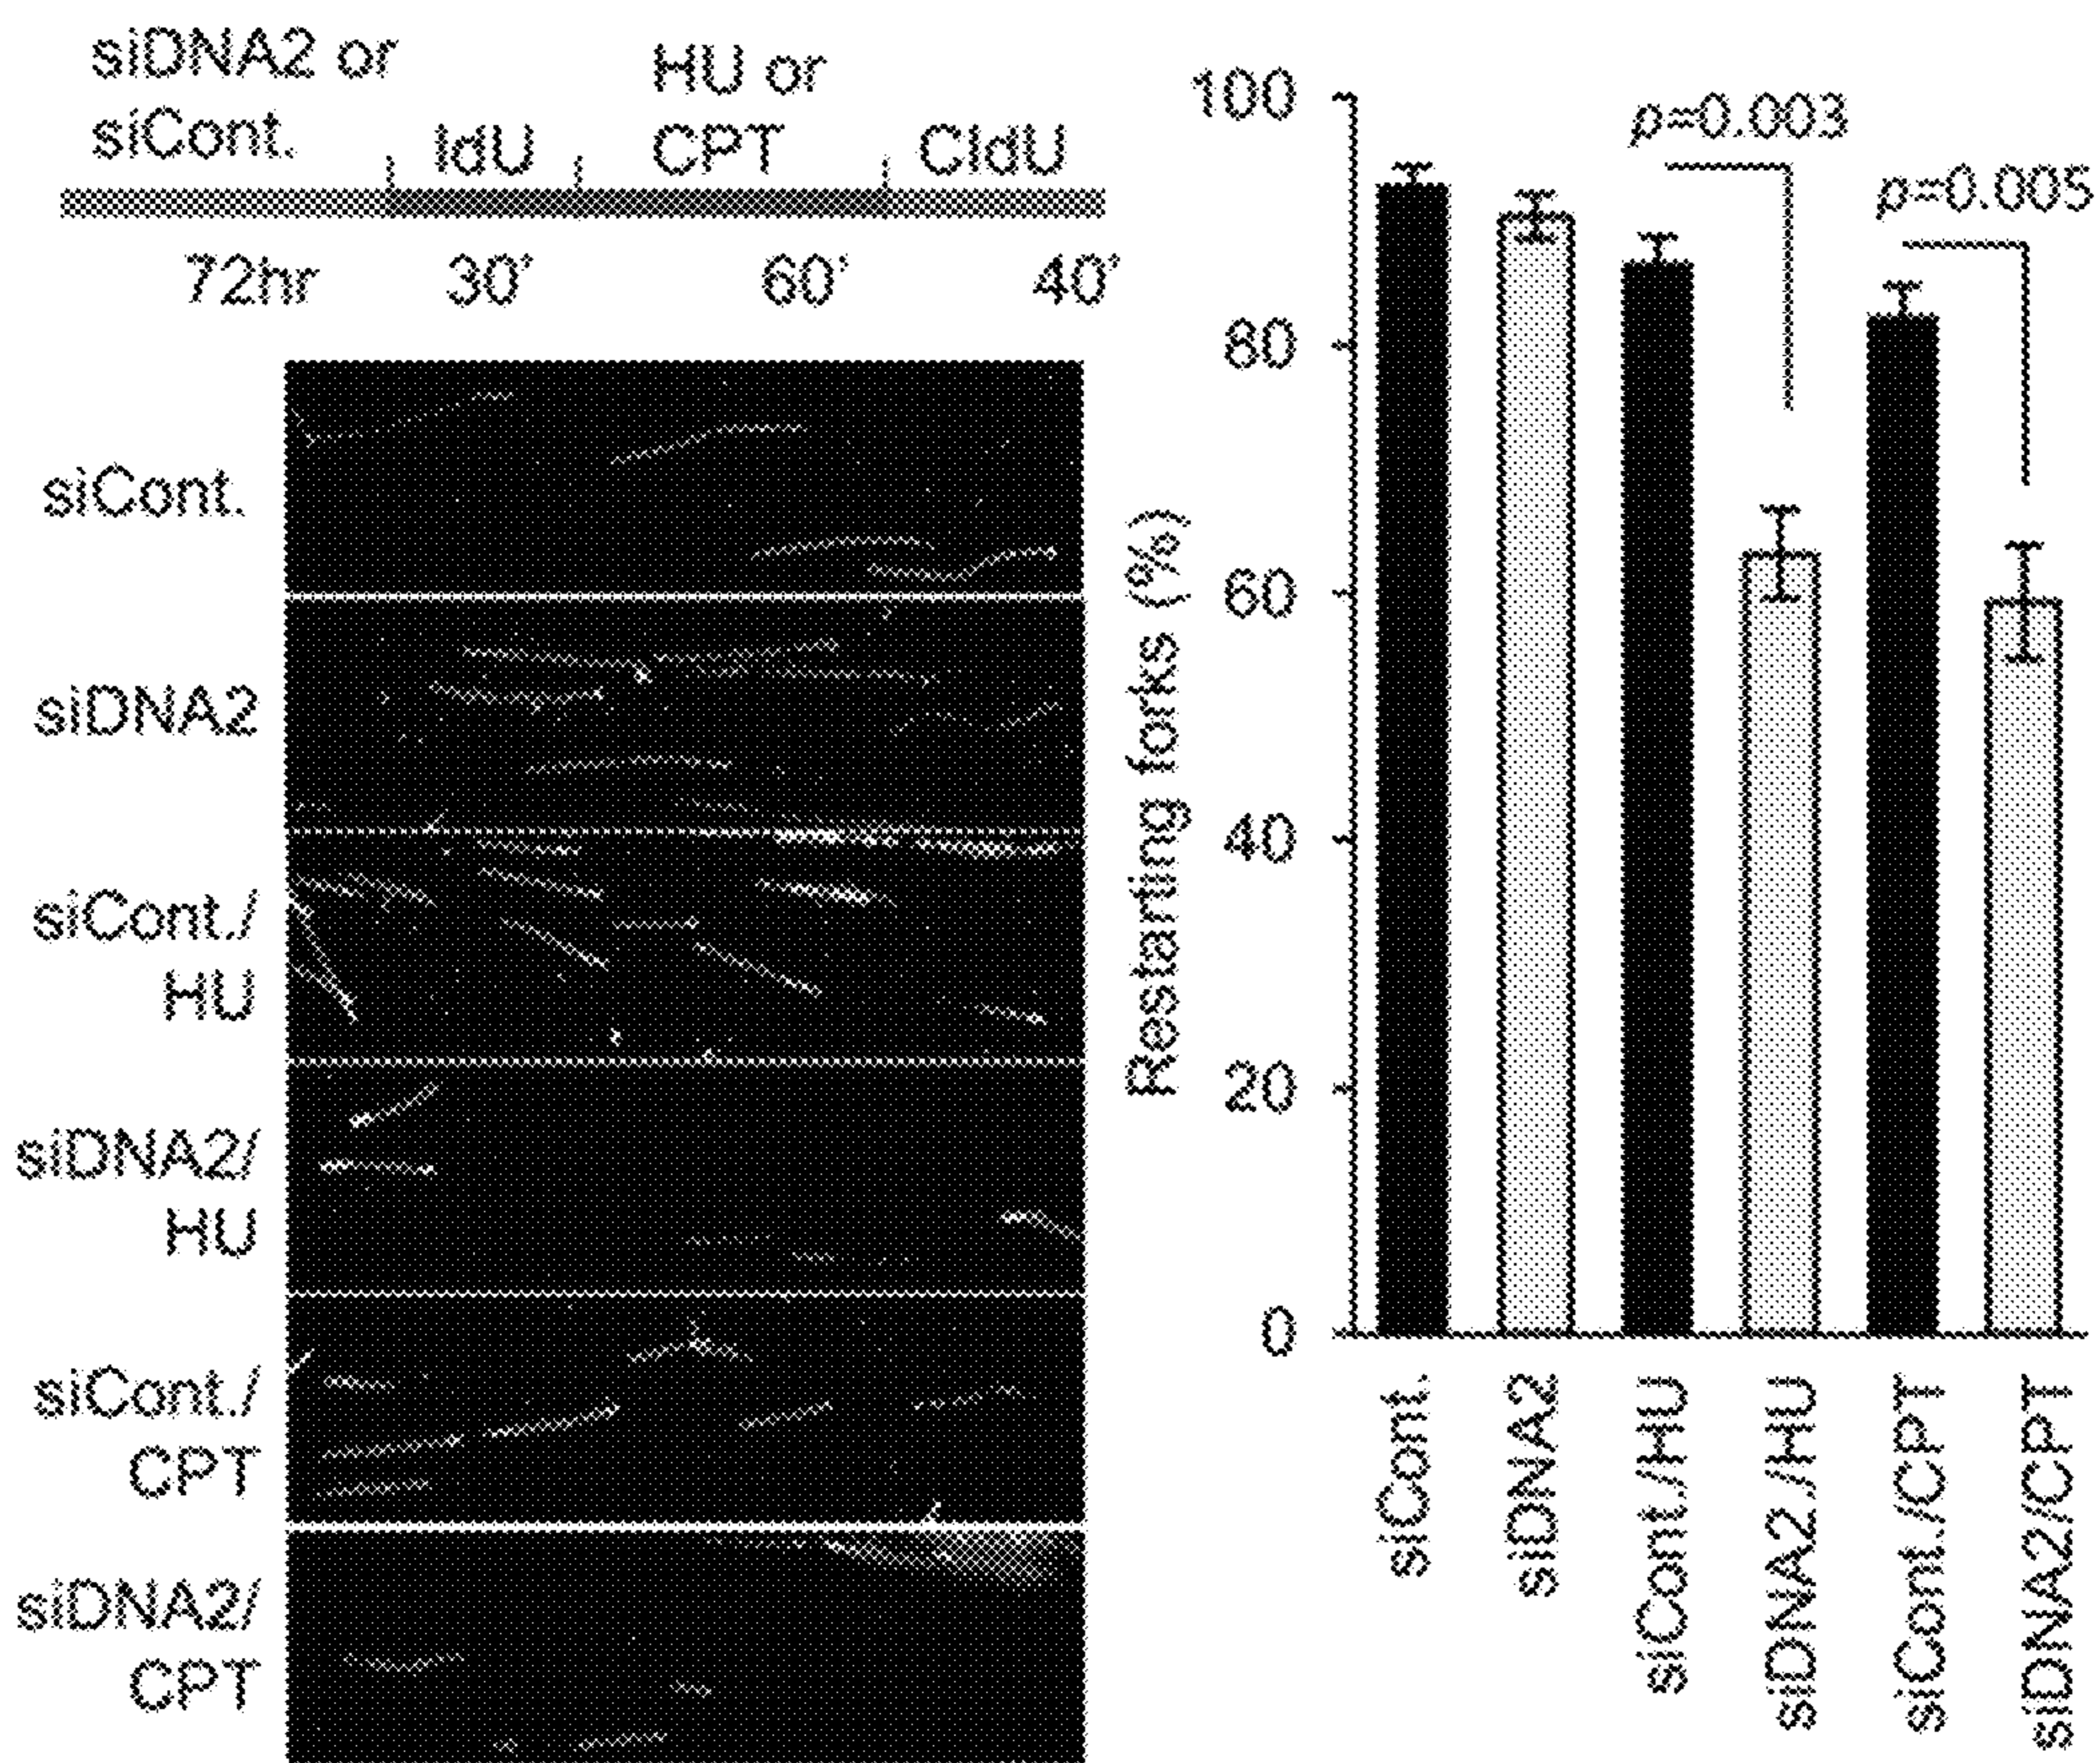 siDNA2 or
siCont.
IdU
HU or
CPT
CldU
72hr
30'
60'
40'
siCont.
siDNA2
siCont./
HU
siDNA2/
HU
siCont./
CPT
siDNA2/
CPT
Restarting forks (%)
100
80
60
40
20
0
p=0.003
p=0.005
siCont.
siDNA2
siCont./HU
siDNA2./HU
siCont./CPT
siDNA2/CPT